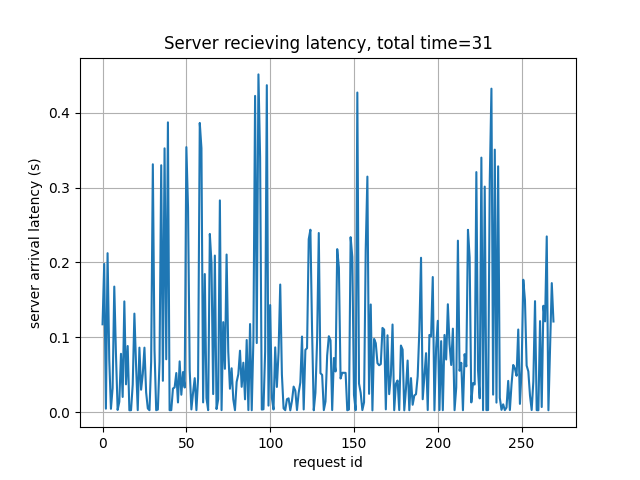 Server recieving latency, total time=31
server arrival latency (s)
0.4
0.3
0.2
0.1
0.0
0 50 100 150 200 250
request id